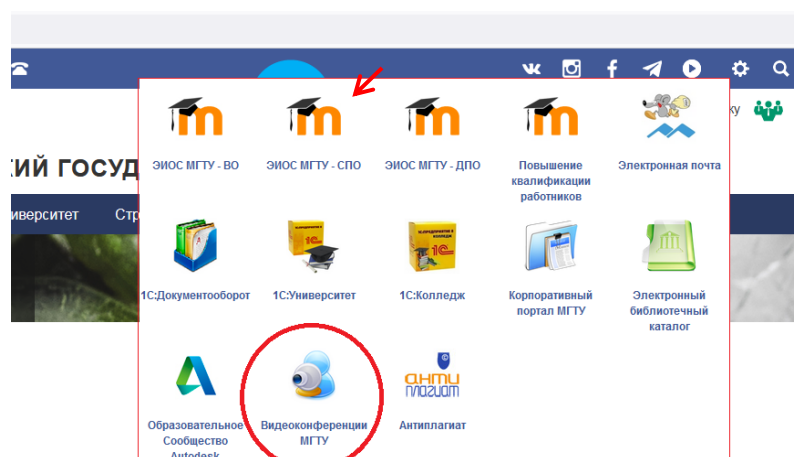 ку
КИЙ ГОСУД
иверситет Стр
ЭИОС МГТУ - ВО
ЭИОС МГТУ - СПО
ЭИОС МГТУ - ДПО
Повышение
квалификации
работников
Электронная почта
1С:Документооборот
1С:Университет
1С:Колледж
Корпоративный
портал МГТУ
Электронный
библиотечный
каталог
Образовательное
Сообщество
Autodesk
Видеоконференции
МГТУ
АНТИ
ПЛАГИАТ
Антиплагиат